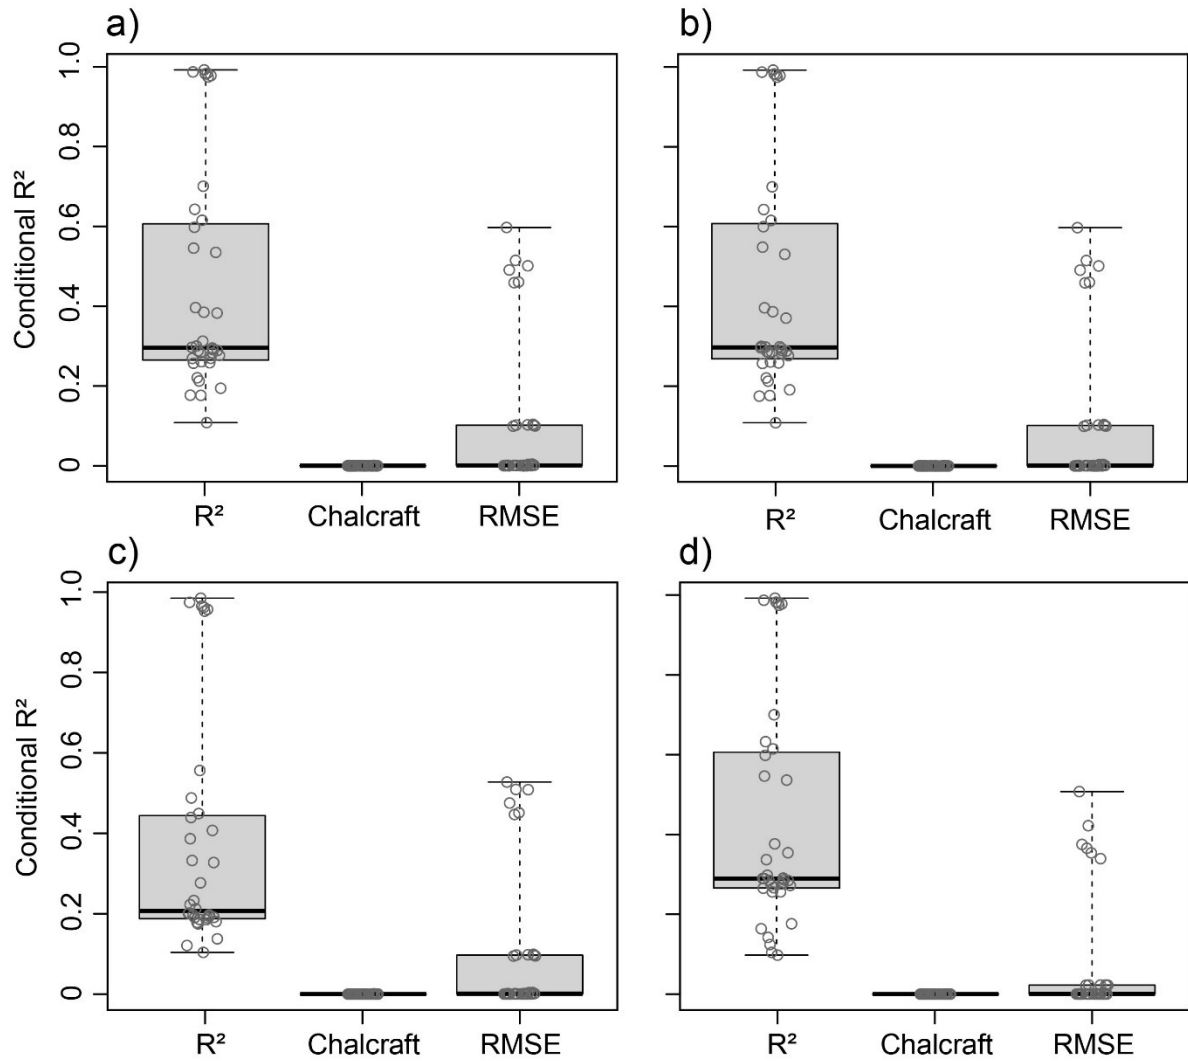 a)
b)
Conditional R²
1.0
0.8
0.6
0.4
0.2
0
R² Chalcraft RMSE
R² Chalcraft RMSE
c)
d)
Conditional R²
1.0
0.8
0.6
0.4
0.2
0
R² Chalcraft RMSE
R² Chalcraft RMSE